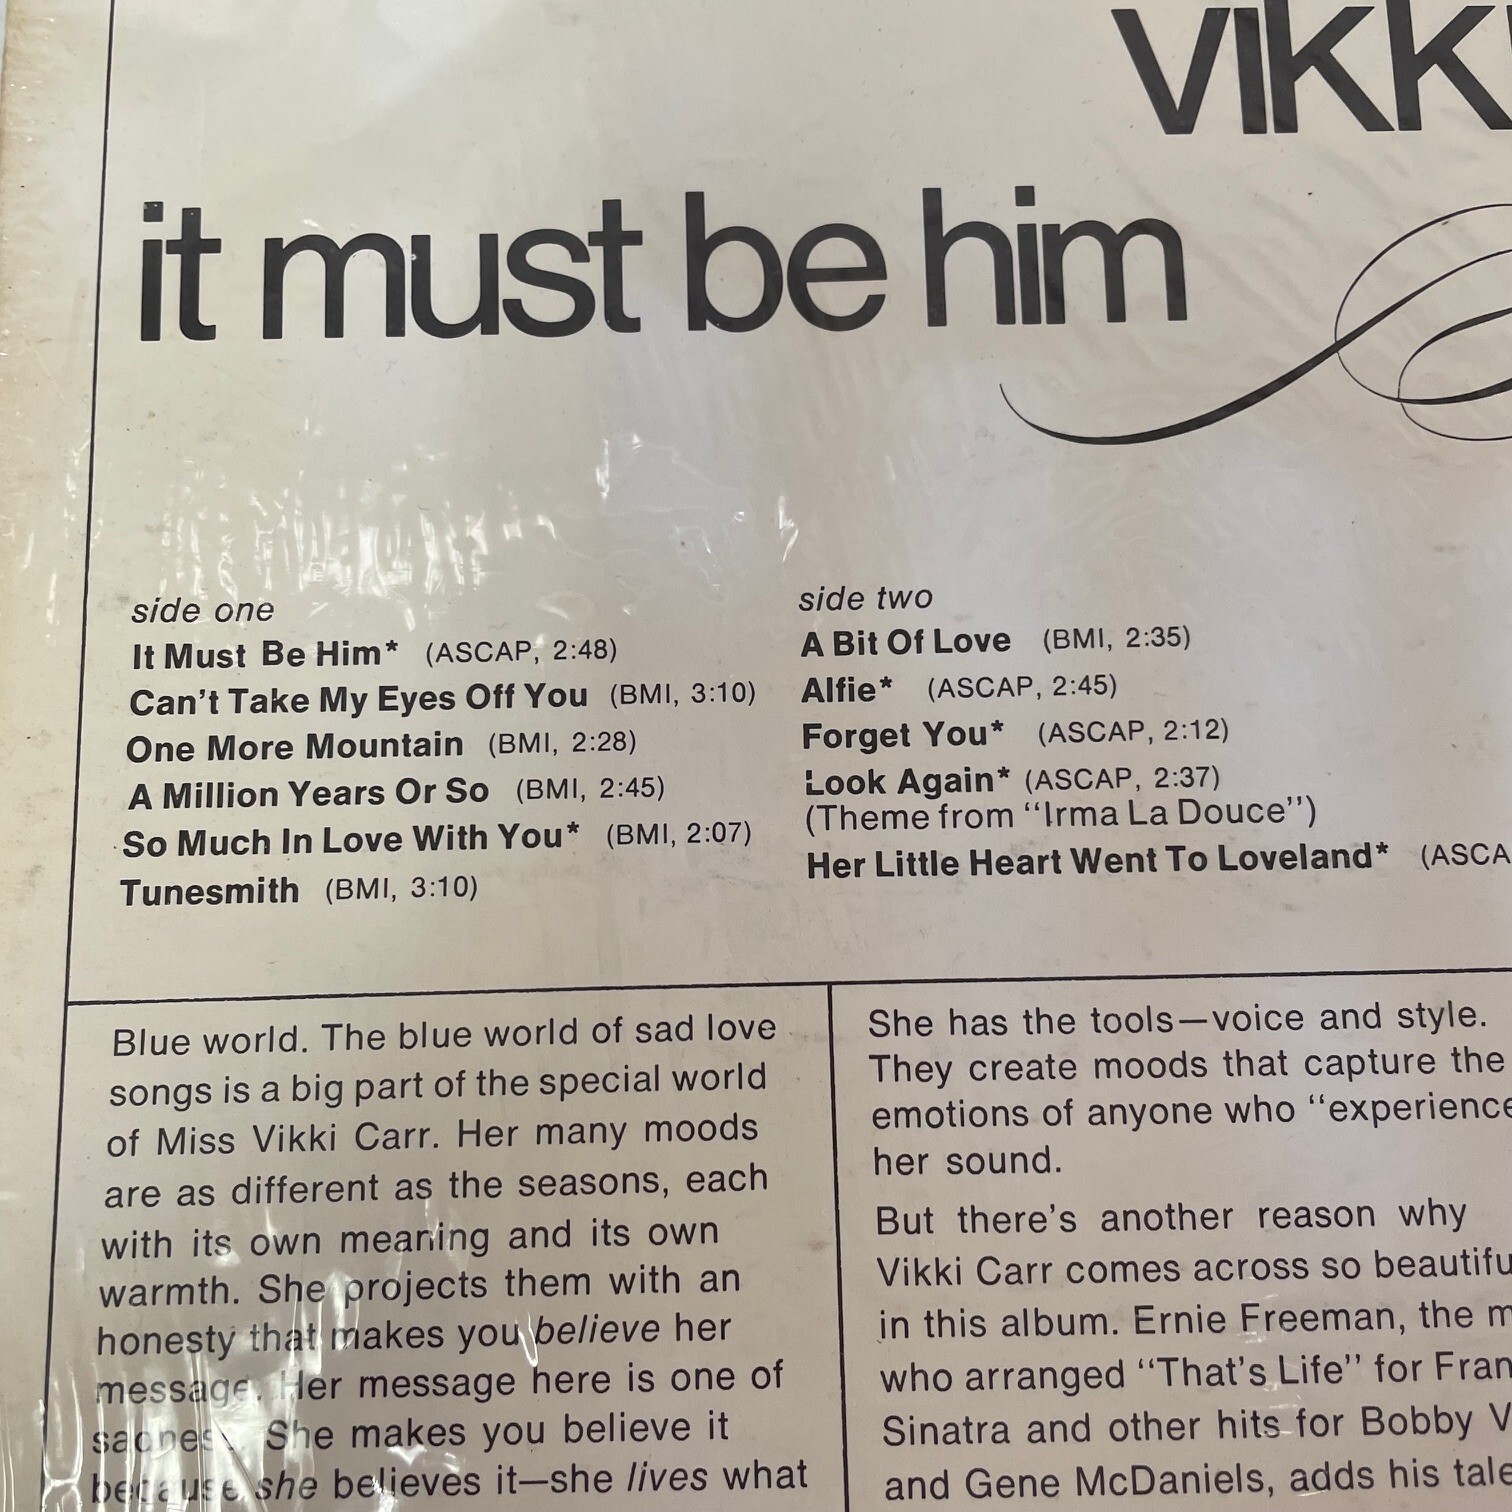 vikk
it must be him
side one
It Must Be Him* (ASCAP, 2:48)
Can't Take My Eyes Off You (BMI, 3:10)
One More Mountain (BMI, 2:28)
A Million Years Or So (BMI, 2:45)
So Much In Love With You* (BMI, 2:07)
Tunesmith (BMI, 3:10)
side two
A Bit Of Love (BMI, 2:35)
Alfie* (ASCAP, 2:45)
Forget You* (ASCAP, 2:12)
Look Again* (ASCAP, 2:37)
(Theme from "Irma La Douce")
Her Little Heart Went To Loveland* (ASCA
Blue world. The blue world of sad love
songs is a big part of the special world
of Miss Vikki Carr. Her many moods
are as different as the seasons, each
with its own meaning and its own
warmth. She projects them with an
honesty that makes you believe her
message. Her message here is one of
sadness. She makes you believe it
because she believes it—she lives what
She has the tools—voice and style.
They create moods that capture the
emotions of anyone who "experience
her sound.
But there's another reason why
Vikki Carr comes across so beautifu
in this album. Ernie Freeman, the m
who arranged "That's Life" for Fran
Sinatra and other hits for Bobby V
and Gene McDaniels, adds his tale